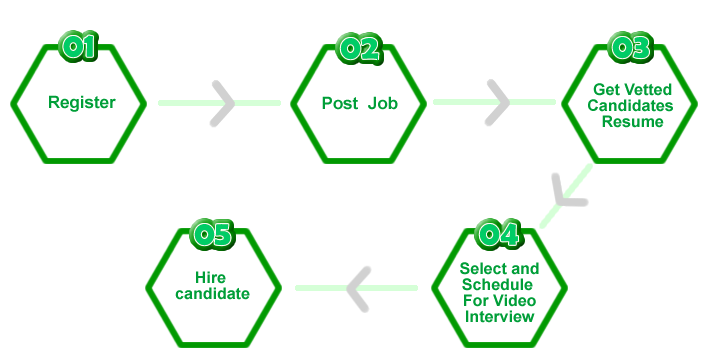 01
Register
02
Post Job
03
Get Vetted
Candidates
Resume
04
Select and
Schedule
For Video
Interview
05
Hire
candidate